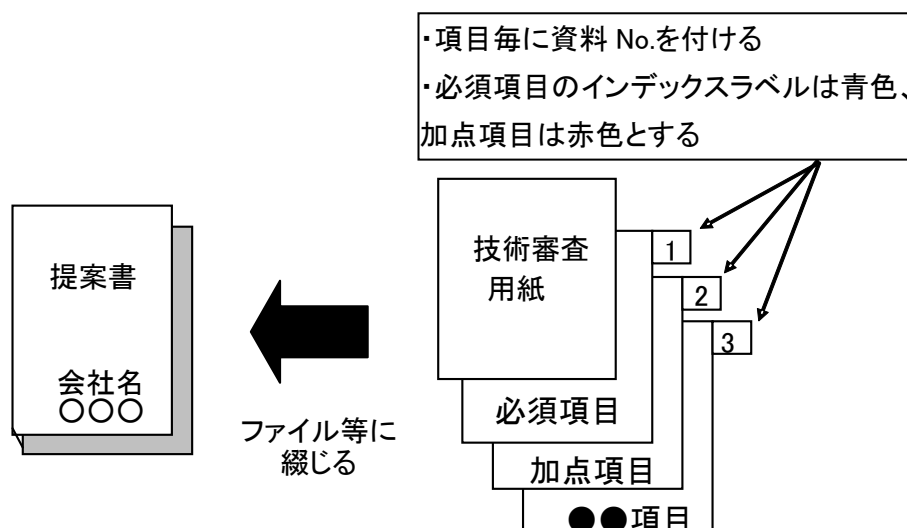 ・項目毎に資料 No.を付ける
・必須項目のインデックスラベルは青色、
加点項目は赤色とする
技術審査
用紙
1
2
3
必須項目
加点項目
●●項目
ファイル等に
綴じる
提案書
会社名
○○○